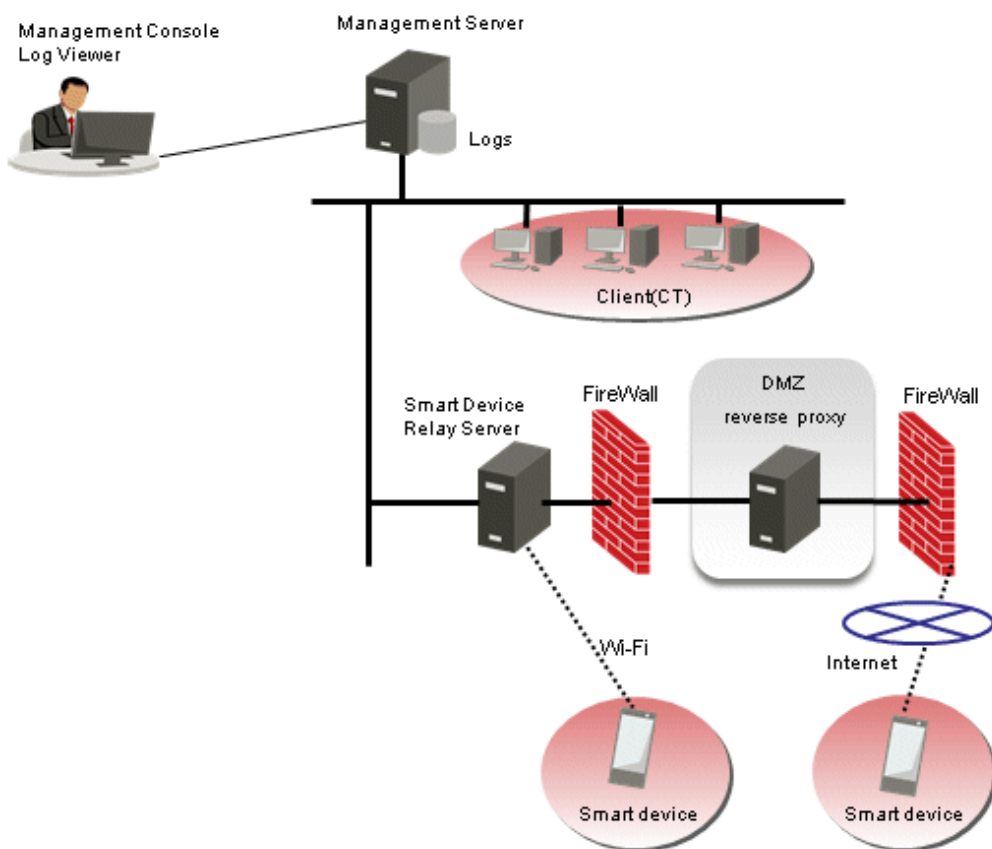 Management Console
Log Viewer
Management Server
Logs
Client(CT)
Smart Device
Relay Server
FireWall
DMZ
reverse proxy
FireWall
Wi-Fi
Internet
Smart device
Smart device